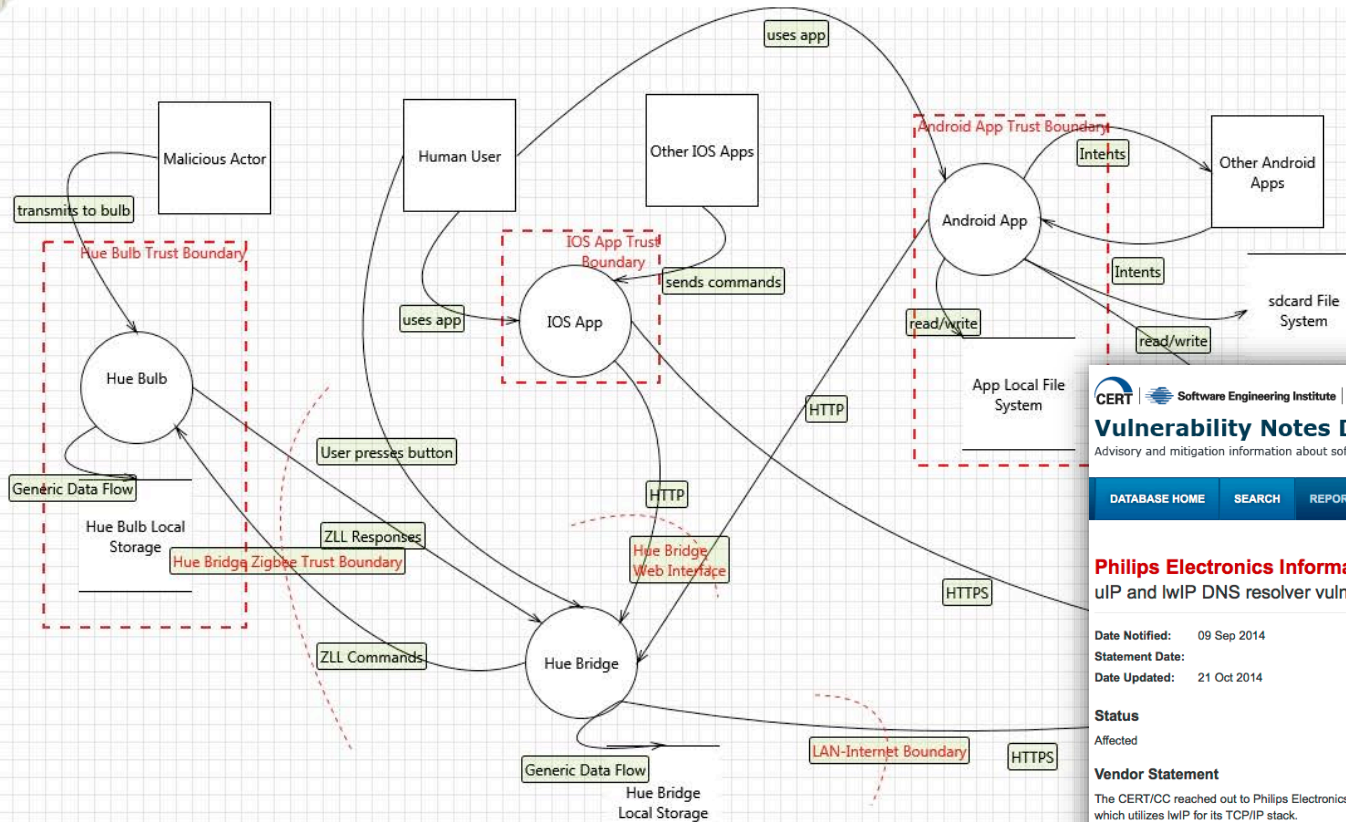 uses app
Malicious Actor
Human User
Other IOS Apps
Android App Trust Boundary
Intents
Other Android
Apps
transmits to bulb
Android App
Hue Bulb Trust Boundary
IOS App Trust
Boundary
sends commands
Intents
uses app
IOS App
read/write
sdcard File
System
read/write
Hue Bulb
App Local File
System
HTTP
User presses button
Generic Data Flow
HTTP
Hue Bulb Local
Storage
ZLL Responses
Hue Bridge Zigbee Trust Boundary
Hue Bridge
Web Interface
HTTPS
ZLL Commands
Hue Bridge
LAN-Internet Boundary
HTTPS
Generic Data Flow
Hue Bridge
Local Storage
CERT | Software Engineering Institute |
Vulnerability Notes D
Advisory and mitigation information about sof
DATABASE HOME SEARCH REPOR
Philips Electronics Informa
uIP and lwIP DNS resolver vuln
Date Notified: 09 Sep 2014
Statement Date:
Date Updated: 21 Oct 2014
Status
Affected
Vendor Statement
The CERT/CC reached out to Philips Electronics
which utilizes lwIP for its TCP/IP stack.